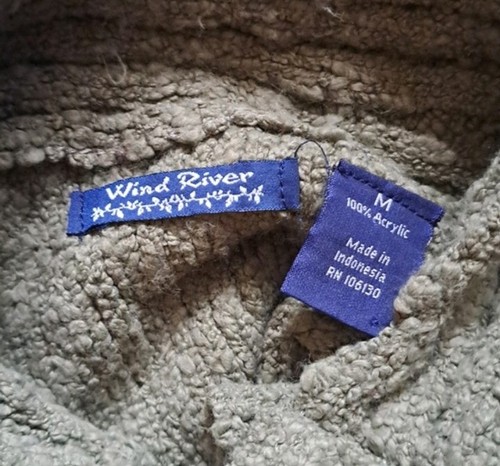 Wind River
M
100% Acrylic
Made in
Indonesia
RN 106130